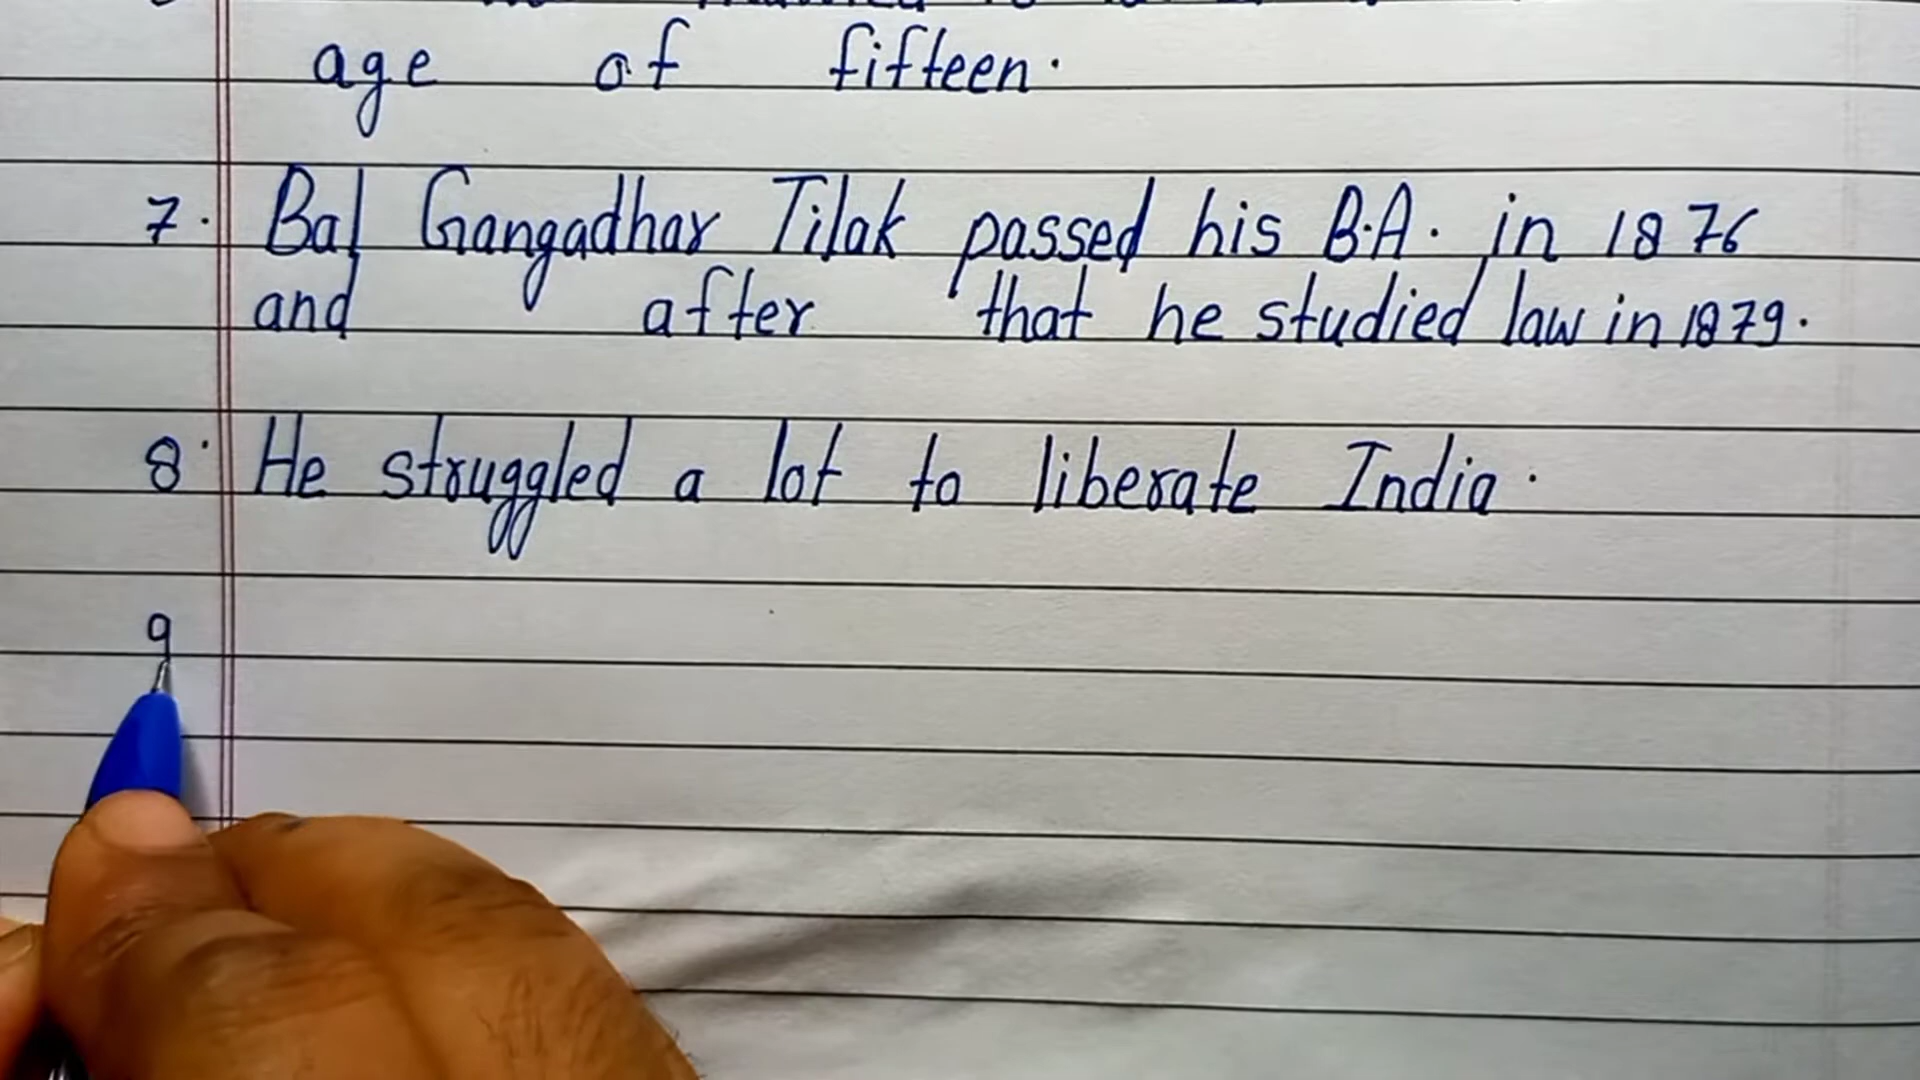 age of fifteen.
7. Bal Gangadhar Tilak passed his B.A. in 1876
and after that he studied law in 1879.
8. He struggled a lot to liberate India.
9